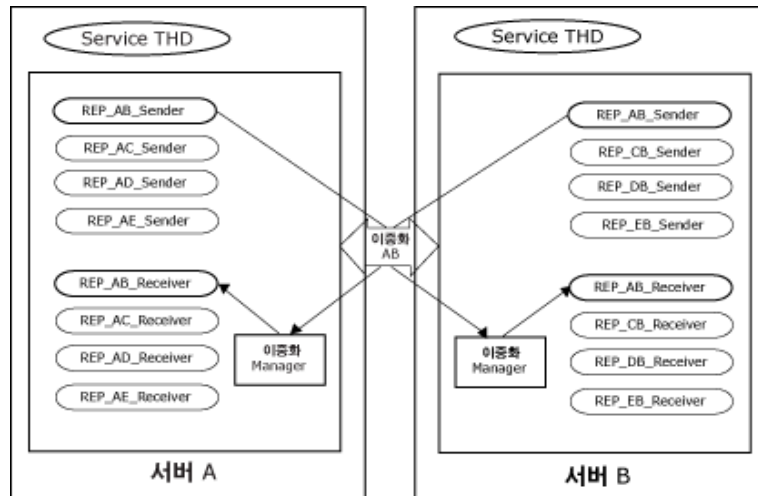 Service THD
REP_AB_Sender
REP_AC_Sender
REP_AD_Sender
REP_AE_Sender
REP_AB_Receiver
REP_AC_Receiver
REP_AD_Receiver
REP_AE_Receiver
이중화
Manager
서버 A
이중화
AB
Service THD
REP_AB_Sender
REP_CB_Sender
REP_DB_Sender
REP_EB_Sender
REP_AB_Receiver
REP_CB_Receiver
REP_DB_Receiver
REP_EB_Receiver
이중화
Manager
서버 B